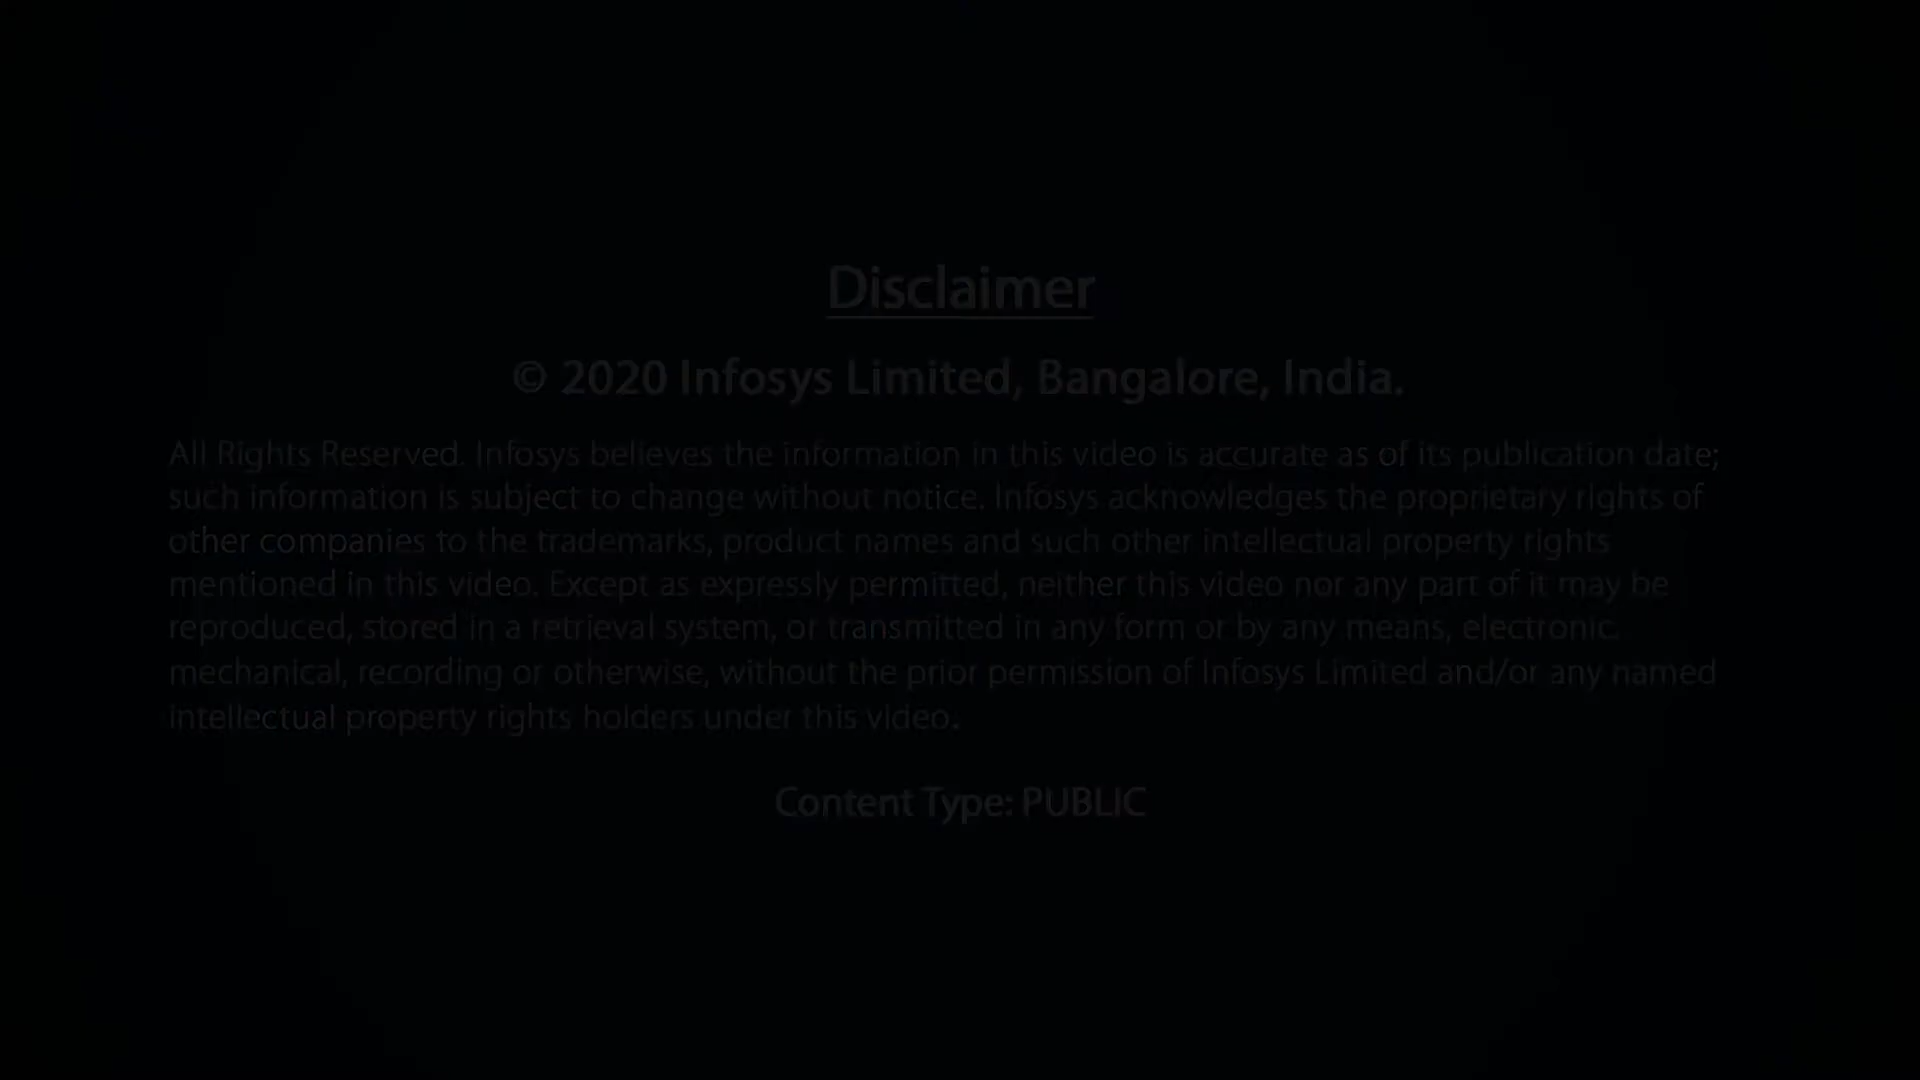 Disclaimer
© 2020 Infosys Limited, Bangalore, India.
All Rights Reserved. Infosys believes the information in this video is accurate as of its publication date;
such information is subject to change without notice. Infosys acknowledges the proprietary rights of
other companies to the trademarks, product names and such other intellectual property rights
mentioned in this video. Except as expressly permitted, neither this video nor any part of it may be
reproduced, stored in a retrieval system, or transmitted in any form or by any means, electronic.
mechanical, recording or otherwise, without the prior permission of Infosys Limited and/or any named
intellectual property rights holders under this video.
Content Type: PUBLIC